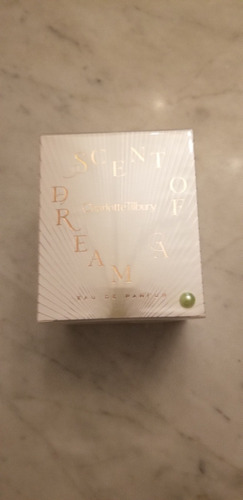 SCENT OF A DREAM
Charlotte Tilbury
EAU DE PARFUM